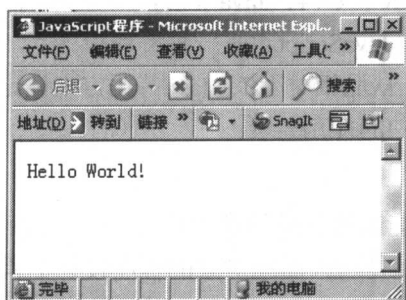 JavaScript程序 - Microsoft Internet Expl...
文件(F) 编辑(E) 查看(V) 收藏(A) 工具( »
后退 搜索 »
地址(D) 转到 链接 » SnagIt
Hello World!
完毕 我的电脑